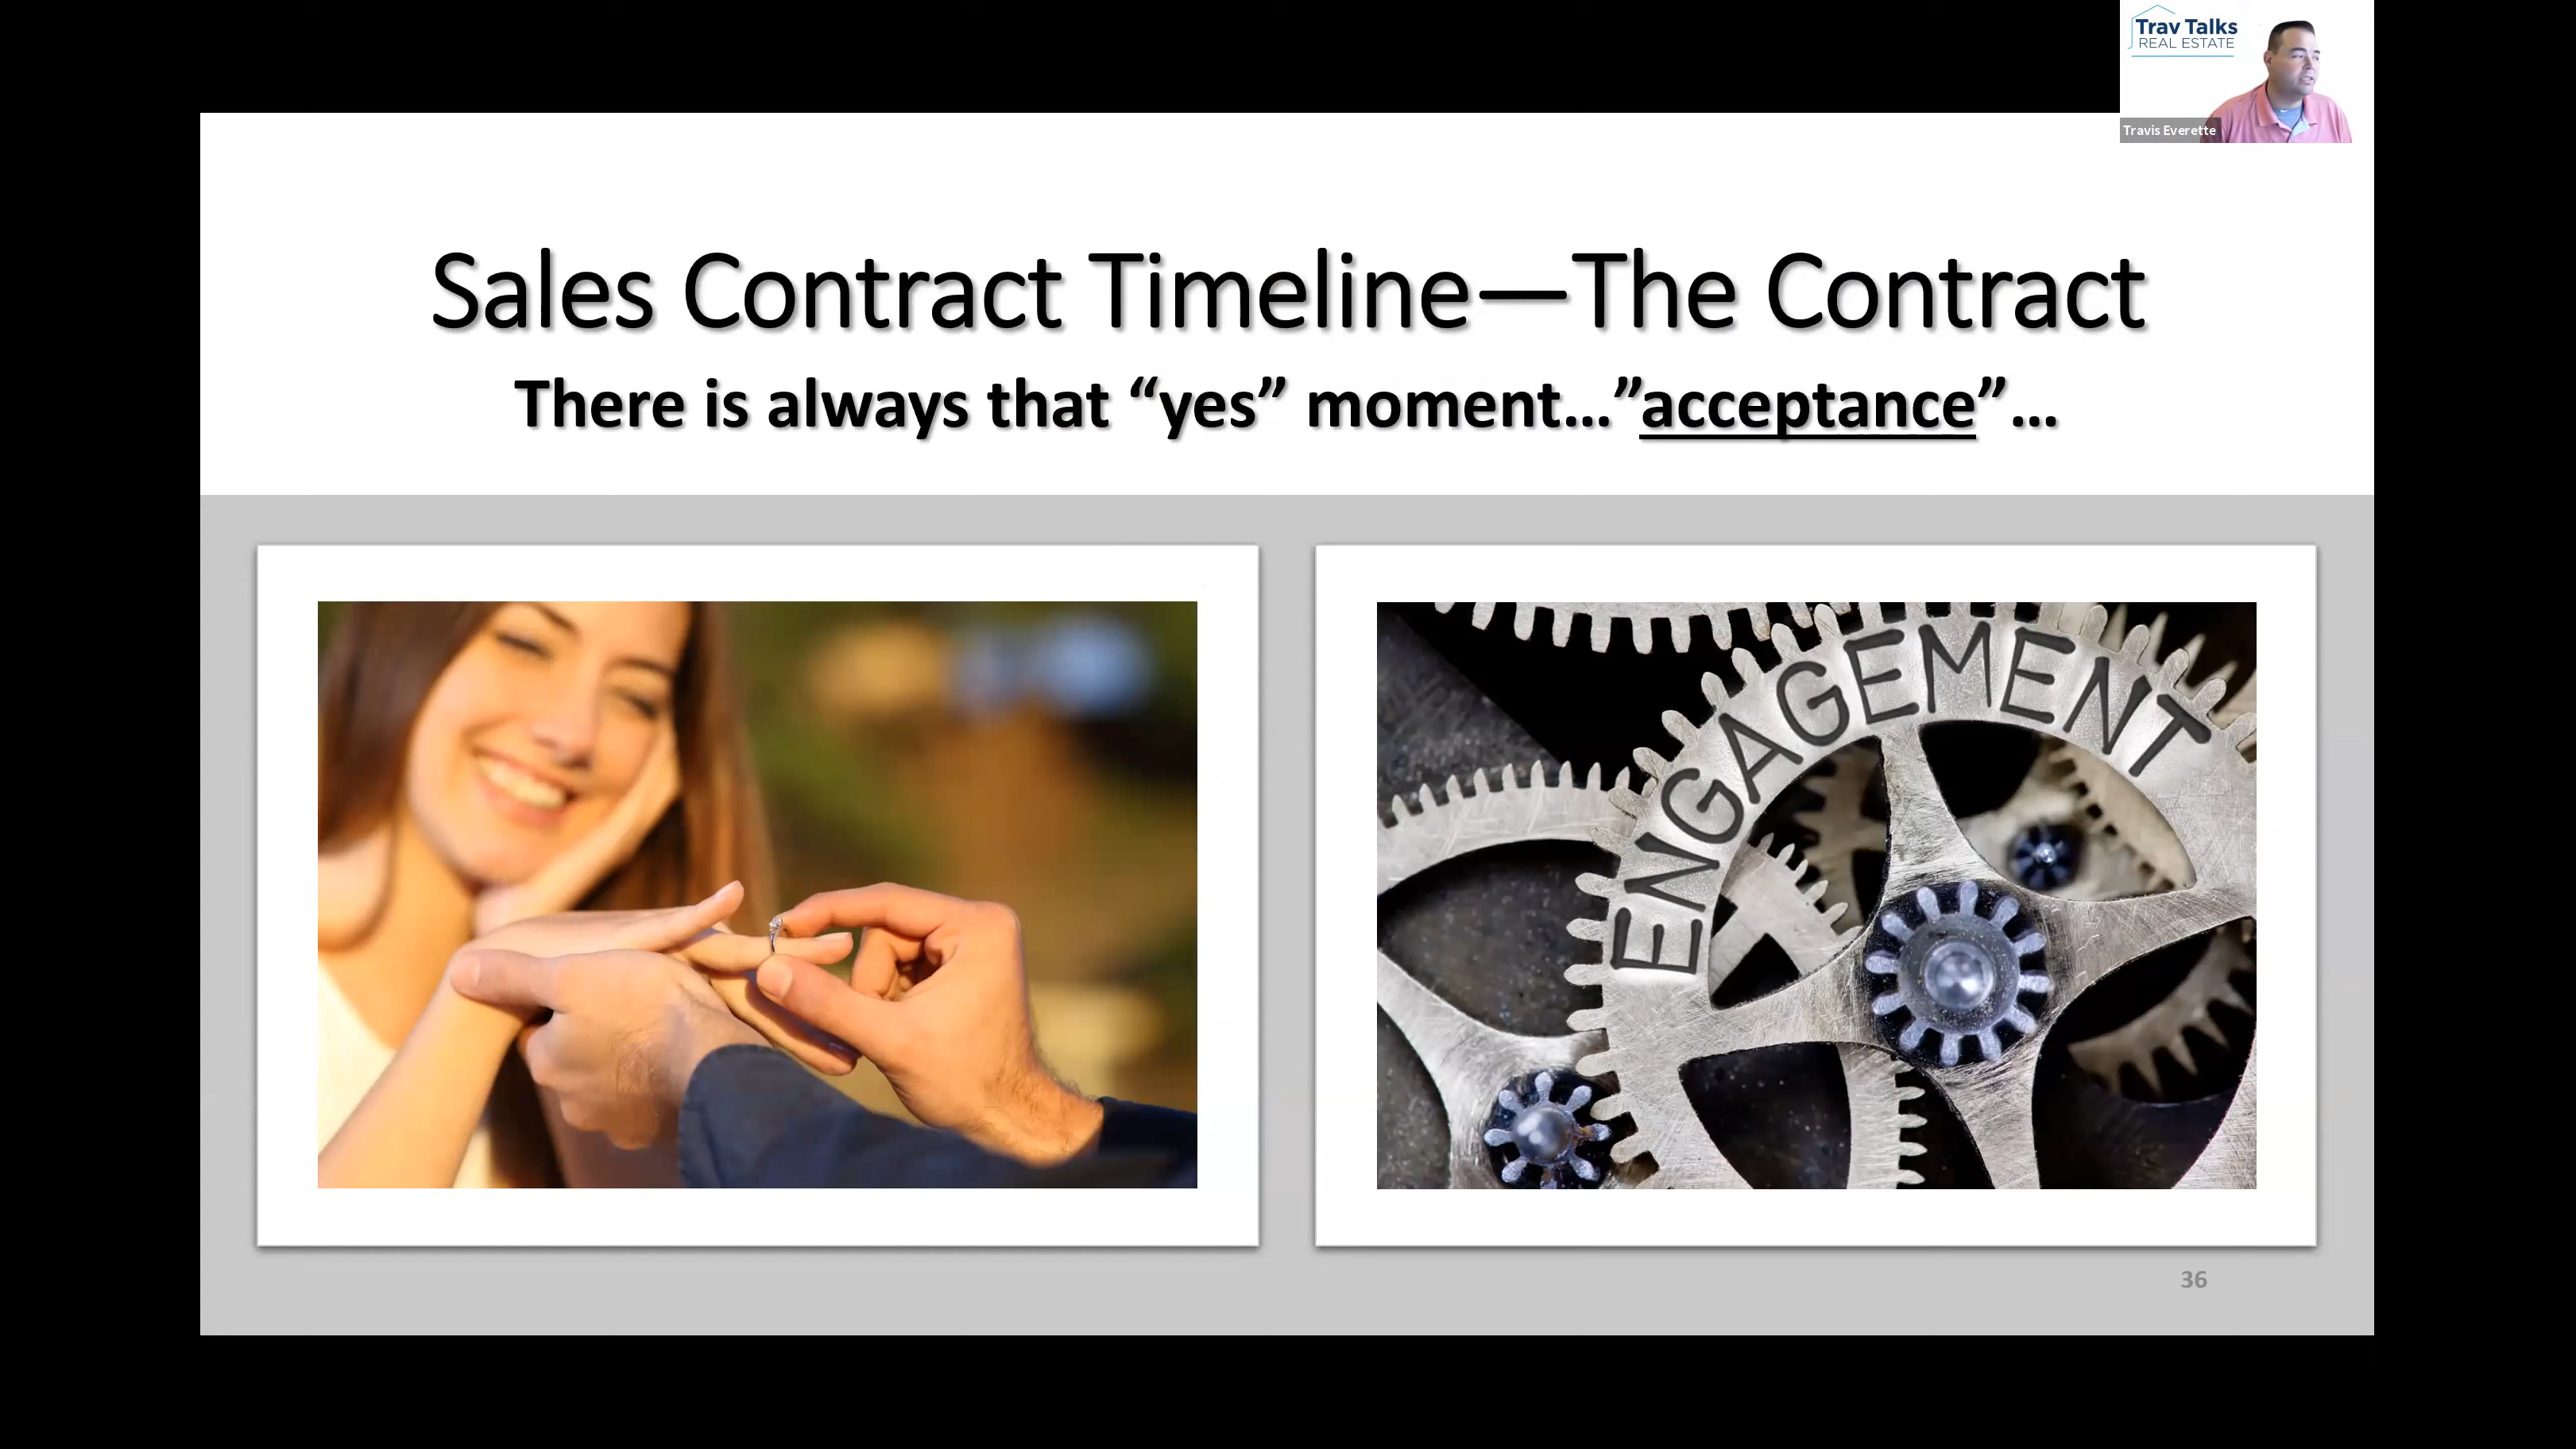 Trav Talks
REAL ESTATE
Travis Everette
Sales Contract Timeline—The Contract
There is always that “yes” moment…”acceptance”…
ENGAGEMENT
36